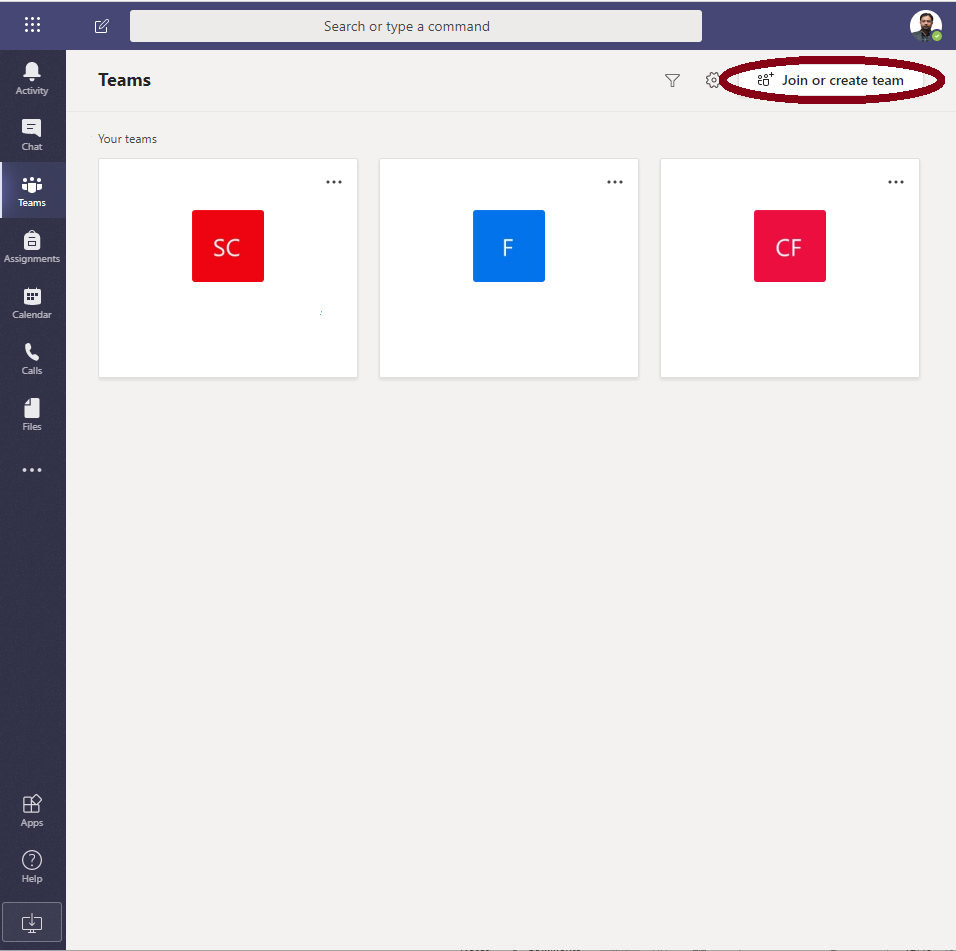 Search or type a command
Activity
Chat
Teams
Assignments
Calendar
Calls
Files
Apps
Help
Teams
Join or create team
Your teams
SC
F
CF